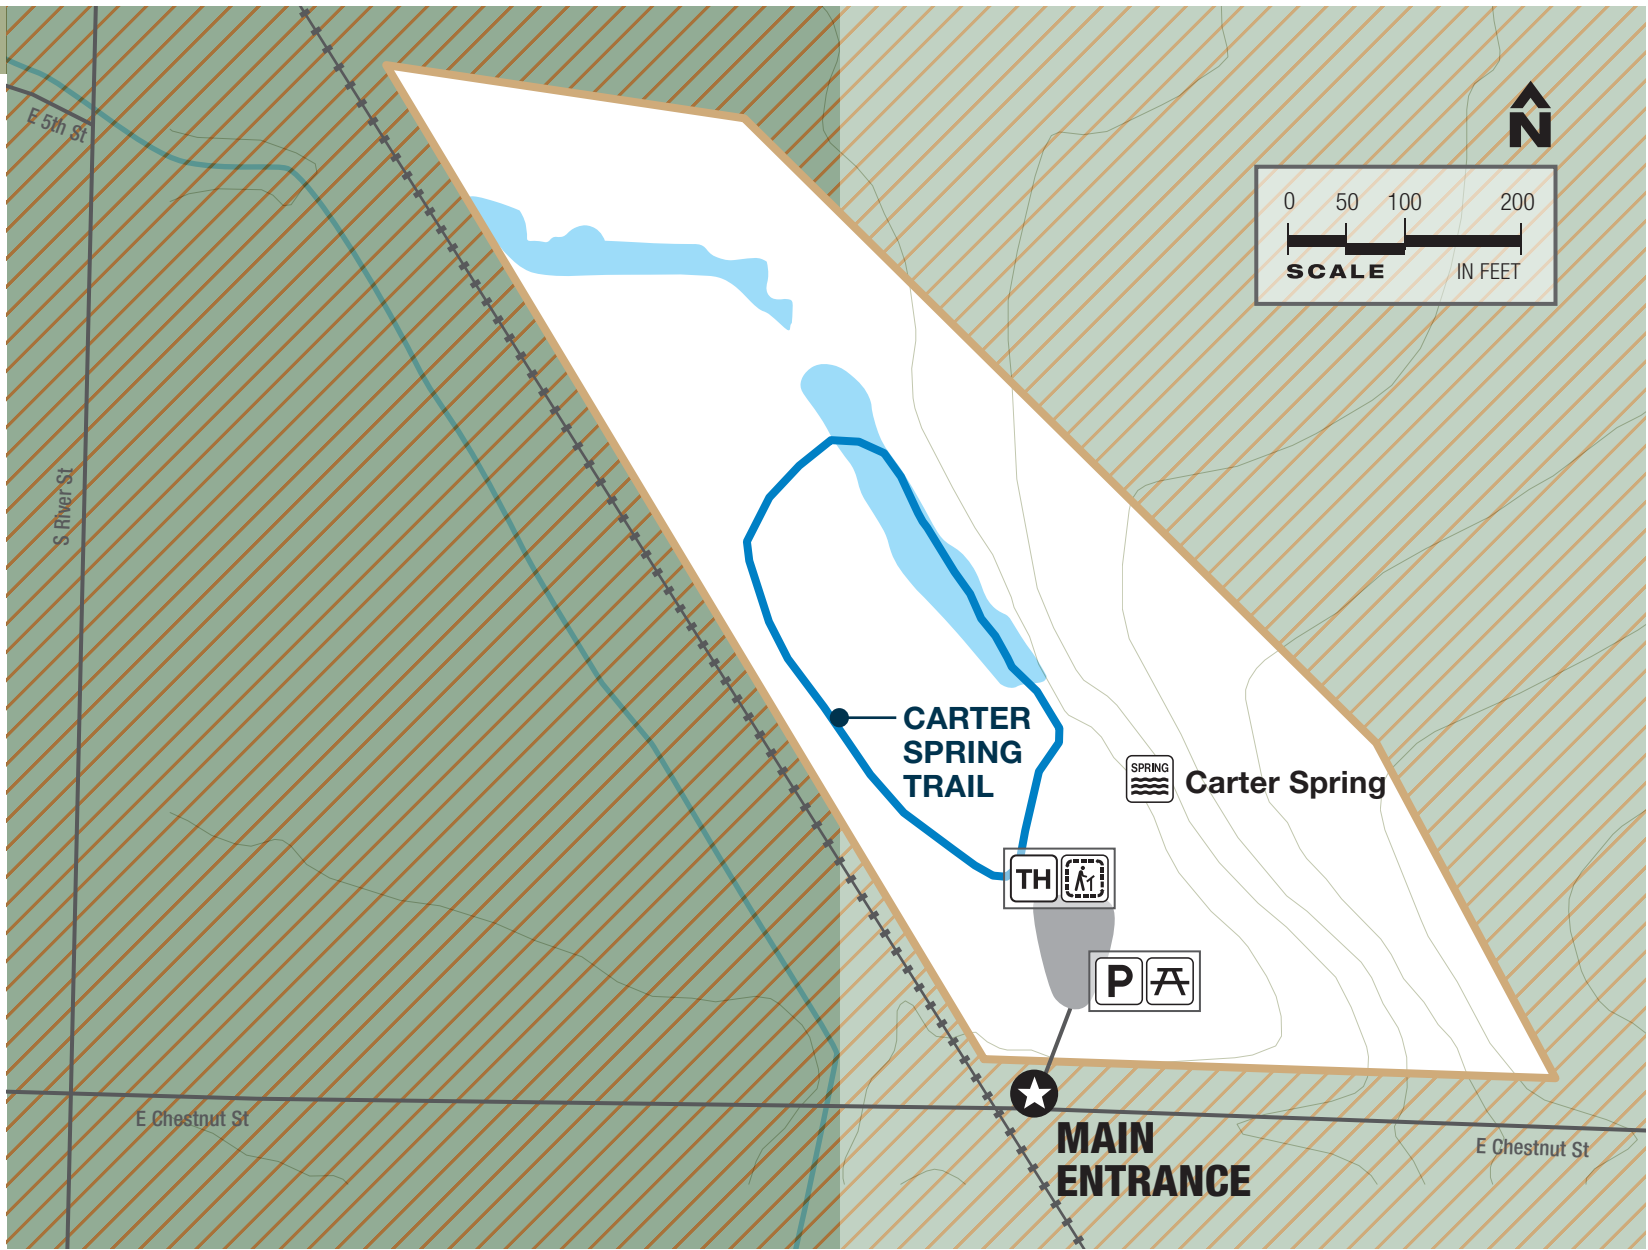 E 5th St
N
0 50 100 200
SCALE IN FEET
S River St
CARTER
SPRING
TRAIL
SPRING
Carter Spring
TH
P
E Chestnut St
MAIN
ENTRANCE
E Chestnut St